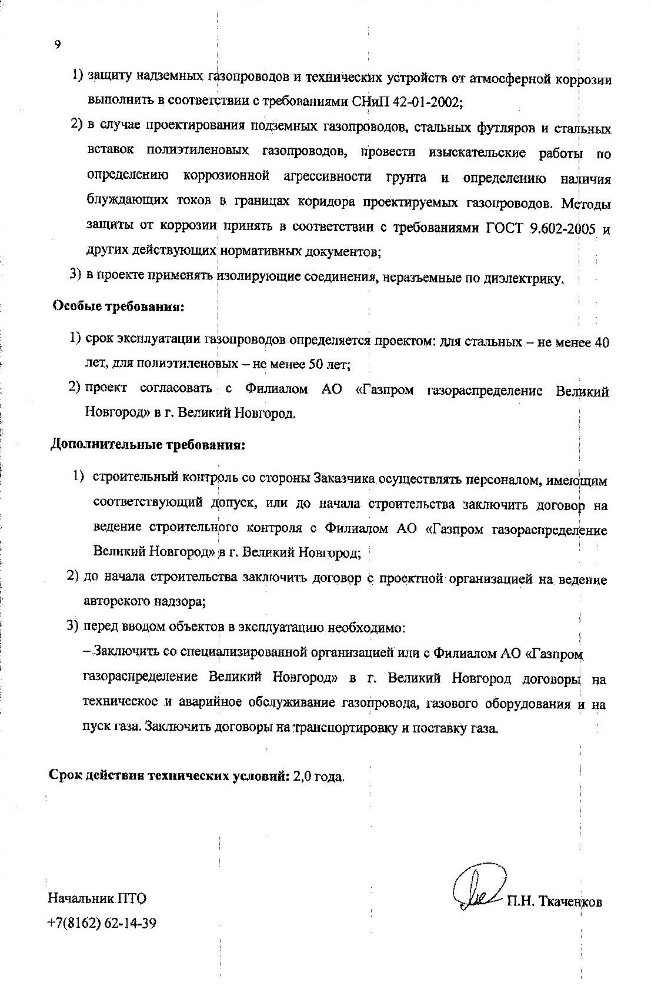 9
1) защиту надземных газопроводов и технических устройств от атмосферной коррозии
выполнить в соответствии с требованиями СНиП 42-01-2002;
2) в случае проектирования подземных газопроводов, стальных футляров и стальных
вставок полиэтиленовых газопроводов, провести изыскательские работы по
определению коррозионной агрессивности грунта и определению наличия
блуждающих токов в границах коридора проектируемых газопроводов. Методы
защиты от коррозии принять в соответствии с требованиями ГОСТ 9.602-2005 и
других действующих нормативных документов;
3) в проекте применять изолирующие соединения, неразъемные по диэлектрику.
Особые требования:
1) срок эксплуатации газопроводов определяется проектом: для стальных – не менее 40
лет, для полиэтиленовых – не менее 50 лет;
2) проект согласовать с Филиалом АО «Газпром газораспределение Великий
Новгород» в г. Великий Новгород.
Дополнительные требования:
1) строительный контроль со стороны Заказчика осуществлять персоналом, имеющим
соответствующий допуск, или до начала строительства заключить договор на
ведение строительного контроля с Филиалом АО «Газпром газораспределение
Великий Новгород» в г. Великий Новгород;
2) до начала строительства заключить договор с проектной организацией на ведение
авторского надзора;
3) перед вводом объектов в эксплуатацию необходимо:
– Заключить со специализированной организацией или с Филиалом АО «Газпром
газораспределение Великий Новгород» в г. Великий Новгород договоры на
техническое и аварийное обслуживание газопровода, газового оборудования и на
пуск газа. Заключить договоры на транспортировку и поставку газа.
Срок действия технических условий: 2,0 года.
Начальник ПТО
П.Н. Ткаченков
+7(8162) 62-14-39